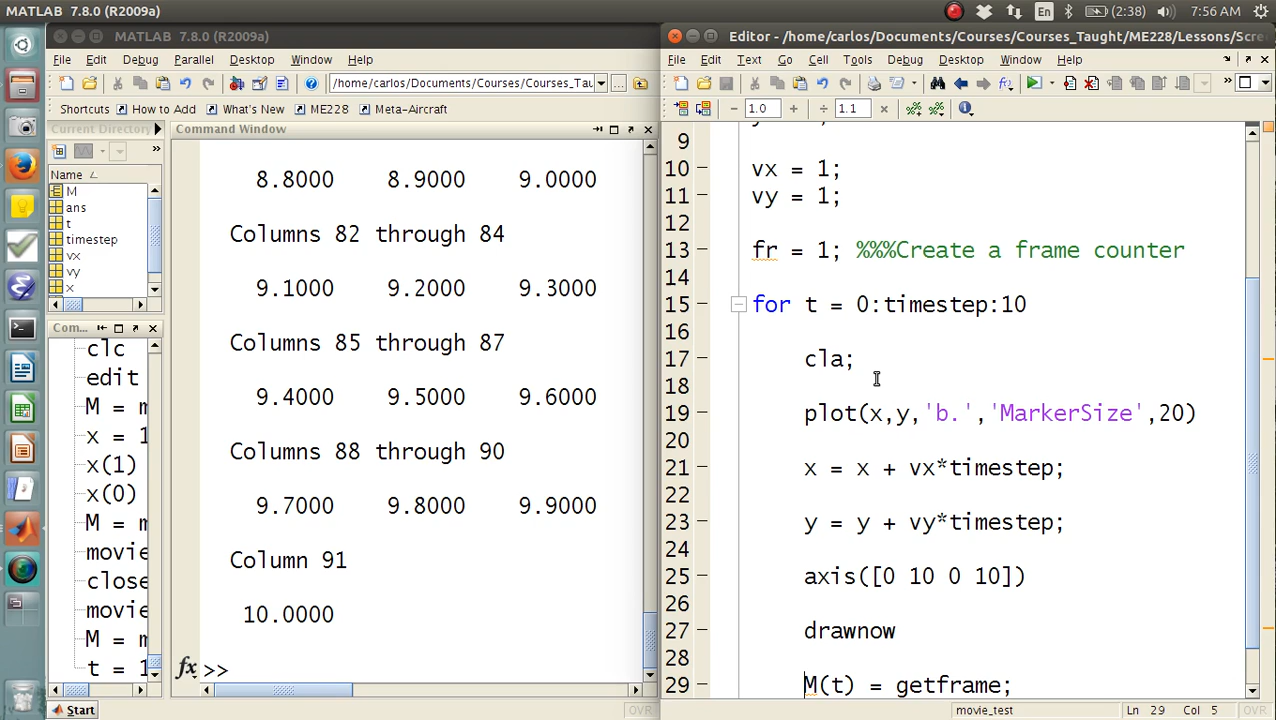 MATLAB 7.8.0 (R2009a)
En
(2:38)
7:56 AM
MATLAB 7.8.0 (R2009a)
Editor - /home/carlos/Documents/Courses/Courses_Taught/ME228/Lessons/Scre
File Edit Debug Parallel Desktop Window Help
File Edit Text Go Cell Tools Debug Desktop Window Help
/home/carlos/Documents/Courses/Courses_Tau
Shortcuts How to Add What's New ME228 Meta-Aircraft
1.0
1.1
Current Directory
Command Window
Name
M
ans
t
timestep
vx
vy
x
Com...
clc
edit
M = m
x = 1
x(1)
x(0)
M = m
movie
close
movie
M = m
t = 1
8.8000 8.9000 9.0000
Columns 82 through 84
9.1000 9.2000 9.3000
Columns 85 through 87
9.4000 9.5000 9.6000
Columns 88 through 90
9.7000 9.8000 9.9000
Column 91
10.0000
fx >>
9
10 vx = 1;
11 vy = 1;
12
13 fr = 1; %%%Create a frame counter
14
15 for t = 0:timestep:10
16
17 cla;
18
19 plot(x,y,'b.','MarkerSize',20)
20
21 x = x + vx*timestep;
22
23 y = y + vy*timestep;
24
25 axis([0 10 0 10])
26
27 drawnow
28
29 M(t) = getframe;
Start
OVR
movie_test
Ln 29 Col 5
OVR